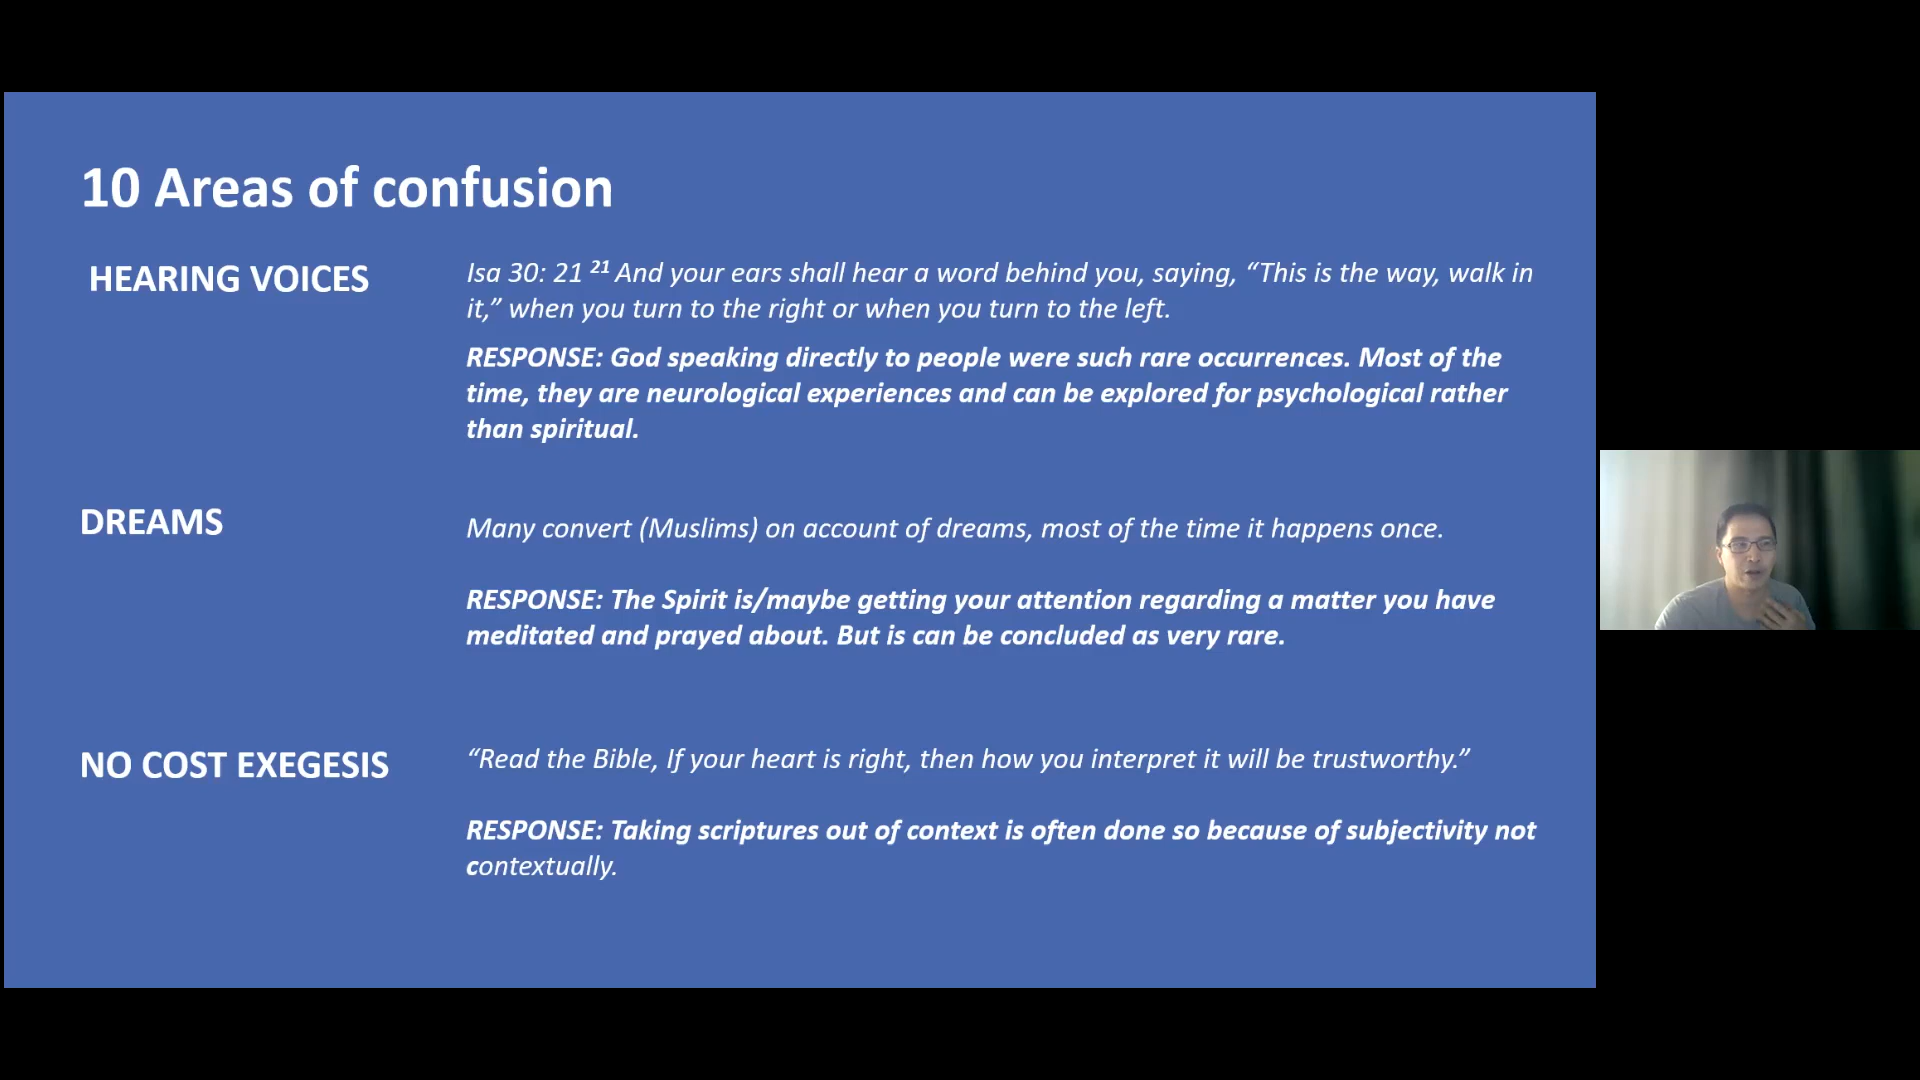 10 Areas of confusion
HEARING VOICES
Isa 30: 21 21 And your ears shall hear a word behind you, saying, “This is the way, walk in
it,” when you turn to the right or when you turn to the left.
RESPONSE: God speaking directly to people were such rare occurrences. Most of the
time, they are neurological experiences and can be explored for psychological rather
than spiritual.
DREAMS
Many convert (Muslims) on account of dreams, most of the time it happens once.
RESPONSE: The Spirit is/maybe getting your attention regarding a matter you have
meditated and prayed about. But is can be concluded as very rare.
NO COST EXEGESIS
“Read the Bible, If your heart is right, then how you interpret it will be trustworthy.”
RESPONSE: Taking scriptures out of context is often done so because of subjectivity not
contextually.